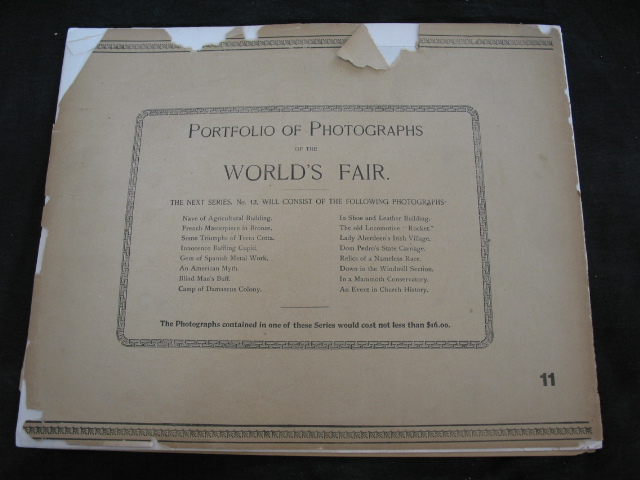 PORTFOLIO OF PHOTOGRAPHS
OF THE
WORLD'S FAIR.
THE NEXT SERIES, No. 12, WILL CONSIST OF THE FOLLOWING PHOTOGRAPHS:
Nave of Agricultural Building.
French Masterpiece in Bronze.
Some Triumphs of Terra Cotta.
Innocence Baffling Cupid.
Gem of Spanish Metal Work.
An American Myth.
Blind Man's Buff.
Camp of Damascus Colony.
In Shoe and Leather Building.
The old Locomotive "Rocket."
Lady Aberdeen's Irish Village.
Dom Pedro's State Carriage.
Relics of a Nameless Race.
Down in the Windmill Section.
In a Mammoth Conservatory.
An Event in Church History.
The Photographs contained in one of these Series would cost not less than $16.00.
11